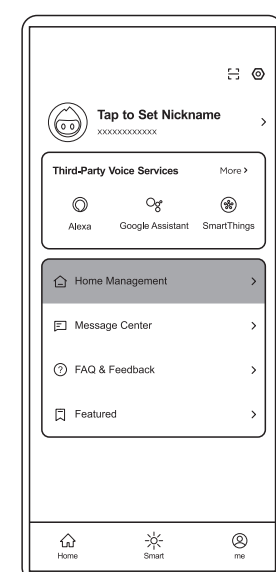 Tap to Set Nickname
xxxxxxxxxxxx
Third-Party Voice Services More
Alexa Google Assistant SmartThings
Home Management
Message Center
FAQ & Feedback
Featured
Home Smart me